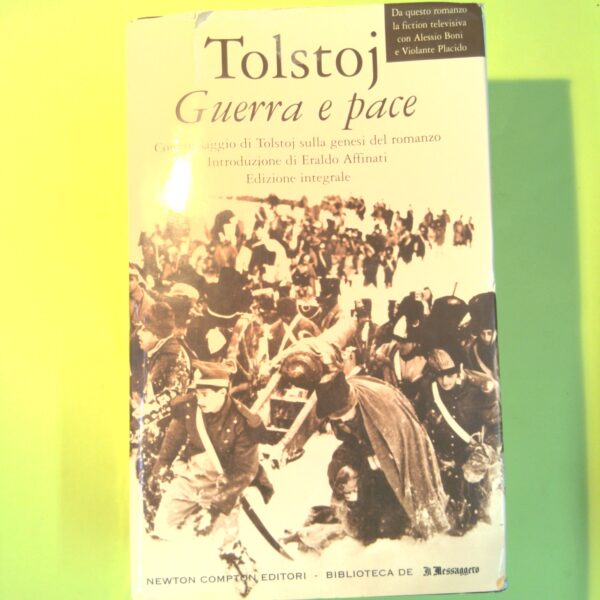 Da questo romanzo
la fiction televisiva
con Alessio Boni
e Violante Placido
Tolstoj
Guerra e pace
saggio di Tolstoj sulla genesi del romanzo
Introduzione di Eraldo Affinati
Edizione integrale
NEWTON COMPTON EDITORI · BIBLIOTECA DE Il Messaggero